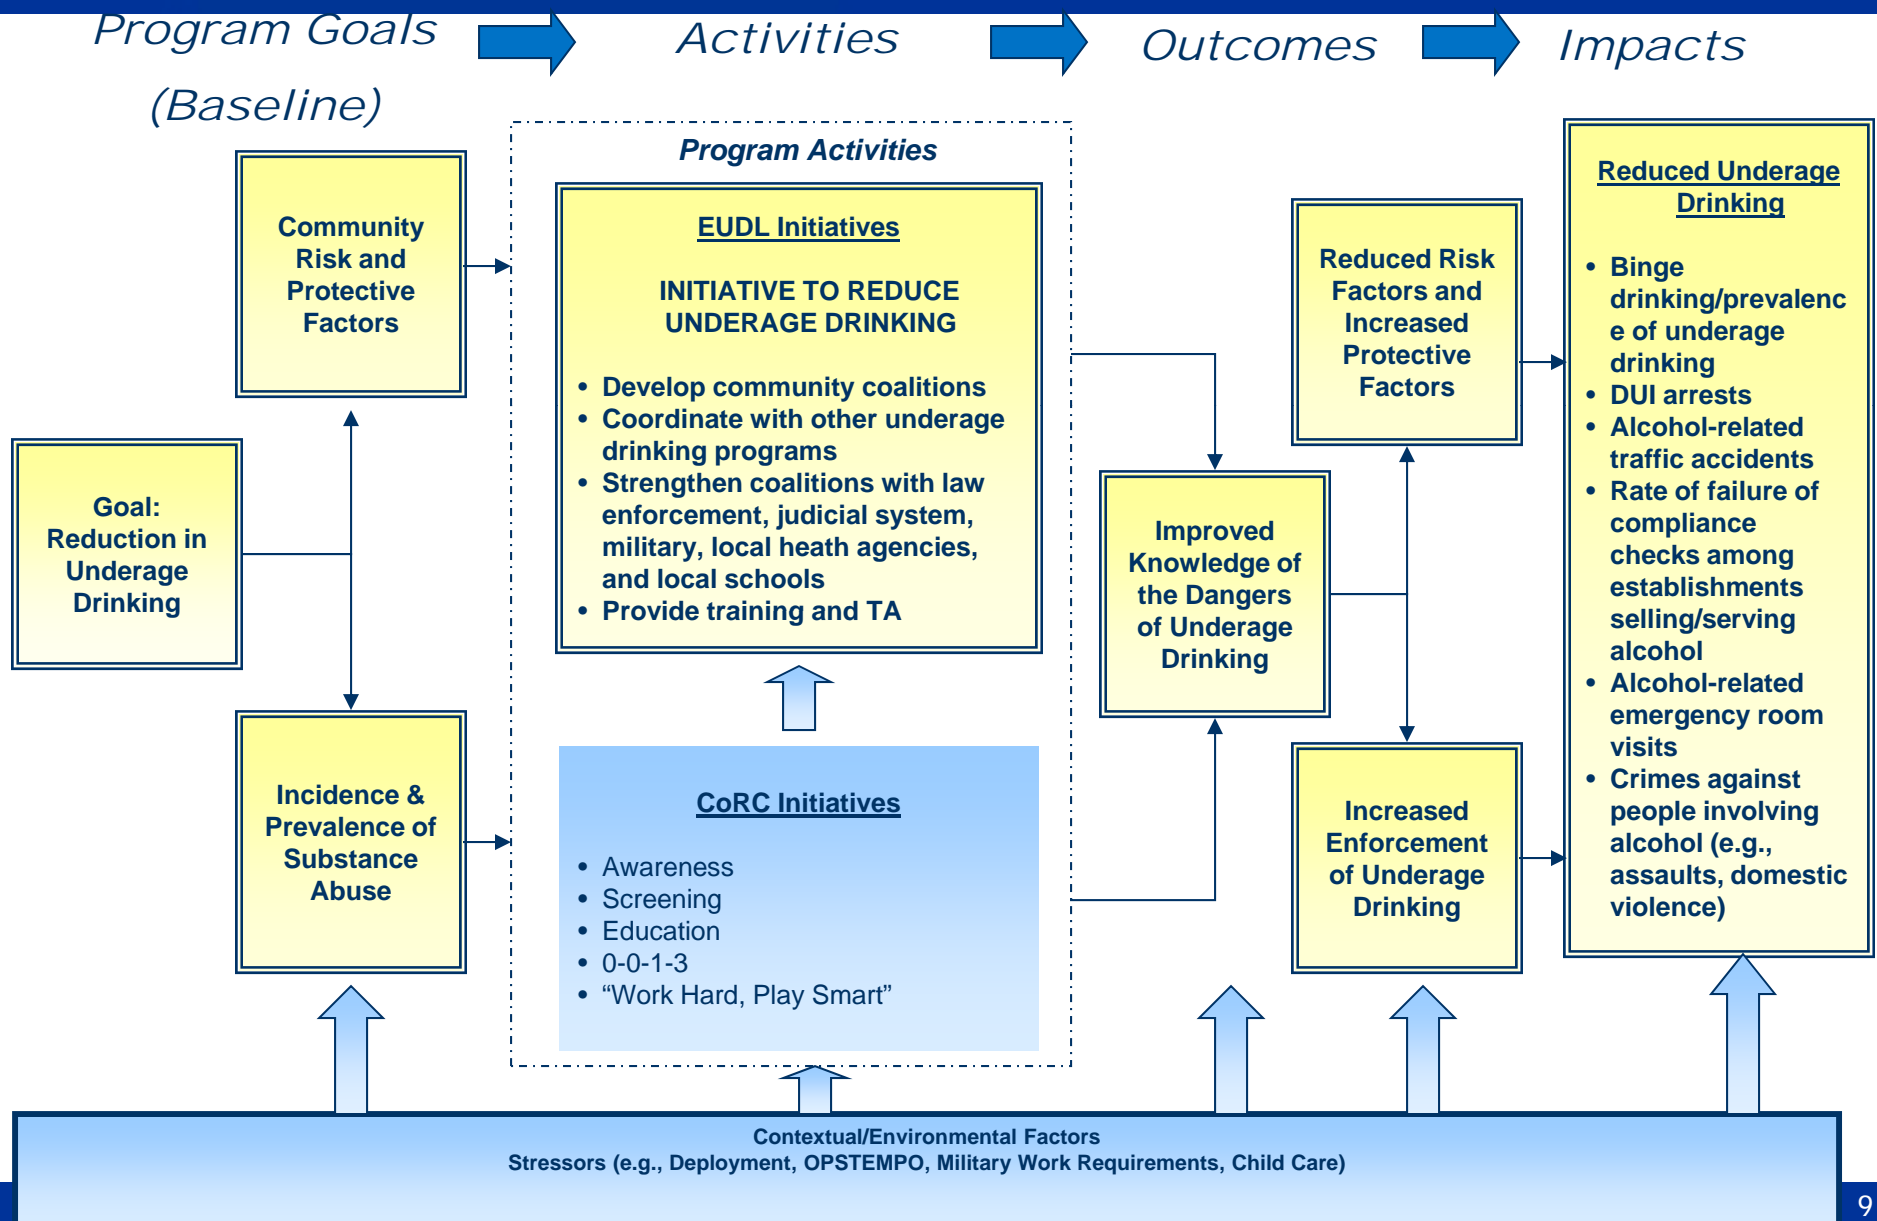 Program Goals
(Baseline)
Activities
Outcomes
Impacts
Goal:
Reduction in
Underage
Drinking
Community
Risk and
Protective
Factors
Incidence &
Prevalence of
Substance
Abuse
Program Activities
EUDL Initiatives
INITIATIVE TO REDUCE
UNDERAGE DRINKING
• Develop community coalitions
• Coordinate with other underage
drinking programs
• Strengthen coalitions with law
enforcement, judicial system,
military, local heath agencies,
and local schools
• Provide training and TA
CoRC Initiatives
• Awareness
• Screening
• Education
• 0-0-1-3
• “Work Hard, Play Smart”
Improved
Knowledge of
the Dangers
of Underage
Drinking
Reduced Risk
Factors and
Increased
Protective
Factors
Increased
Enforcement
of Underage
Drinking
Reduced Underage
Drinking
• Binge
drinking/prevalenc
e of underage
drinking
• DUI arrests
• Alcohol-related
traffic accidents
• Rate of failure of
compliance
checks among
establishments
selling/serving
alcohol
• Alcohol-related
emergency room
visits
• Crimes against
people involving
alcohol (e.g.,
assaults, domestic
violence)
Contextual/Environmental Factors
Stressors (e.g., Deployment, OPSTEMPO, Military Work Requirements, Child Care)
9